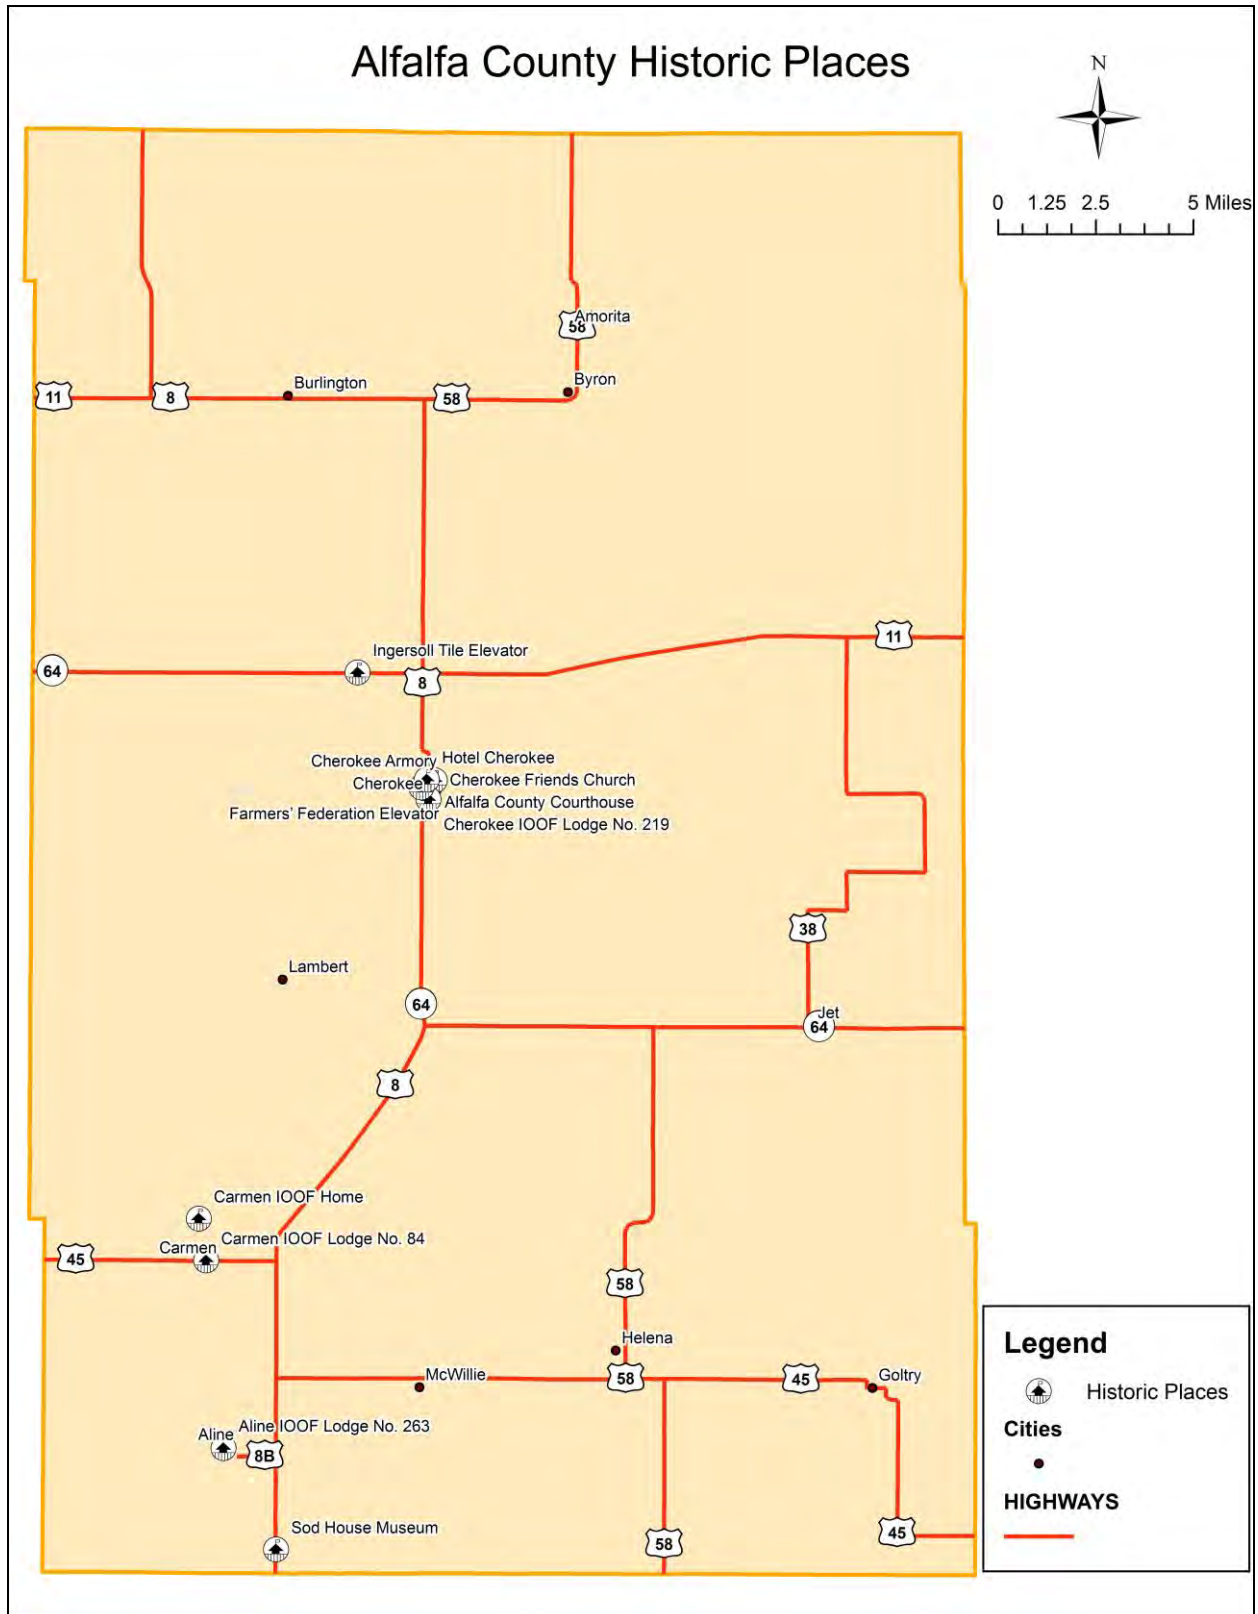 Alfalfa County Historic Places
N
0 1.25 2.5 5 Miles
Amorita
58
Burlington
Byron
11
8
58
11
Ingersoll Tile Elevator
64
8
Cherokee Armory
Hotel Cherokee
Cherokee
Cherokee Friends Church
Alfalfa County Courthouse
Farmers' Federation Elevator
Cherokee IOOF Lodge No. 219
38
Lambert
64
Jet
64
8
Carmen IOOF Home
Carmen IOOF Lodge No. 84
Carmen
45
58
Helena
McWillie
58
45
Goltry
Aline IOOF Lodge No. 263
Aline
8B
Sod House Museum
58
45
Legend
Historic Places
Cities
HIGHWAYS